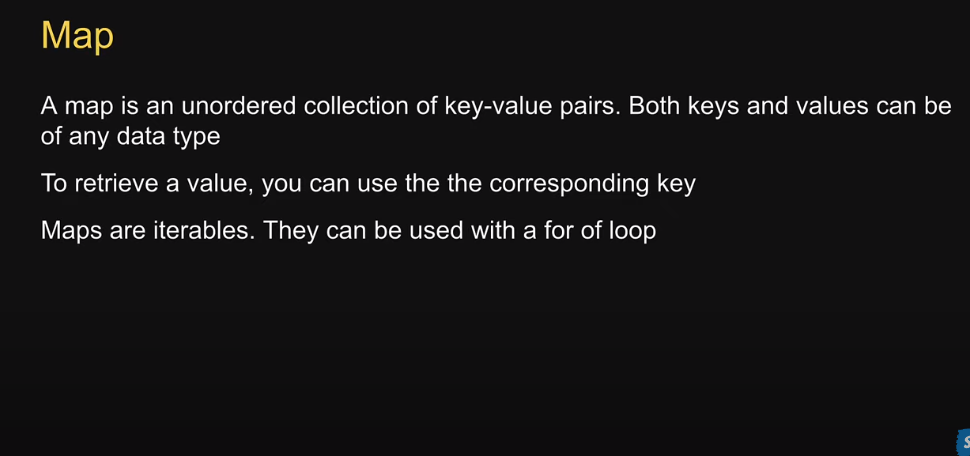 Map
A map is an unordered collection of key-value pairs. Both keys and values can be
of any data type
To retrieve a value, you can use the the corresponding key
Maps are iterables. They can be used with a for of loop